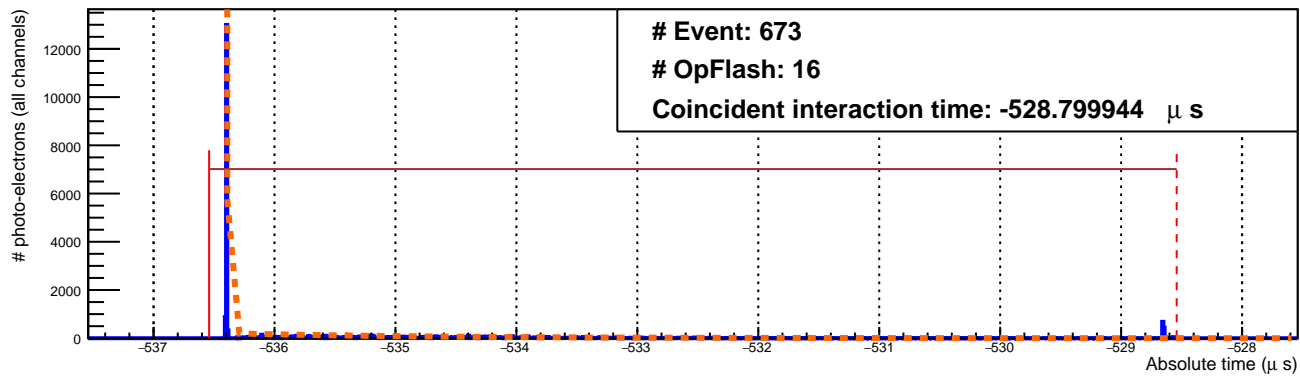 # Event: 673
# OpFlash: 16
Coincident interaction time: -528.799944 μ s
# photo-electrons (all channels)
12000
10000
8000
6000
4000
2000
0
−537 −536 −535 −534 −533 −532 −531 −530 −529 −528
Absolute time (μ s)